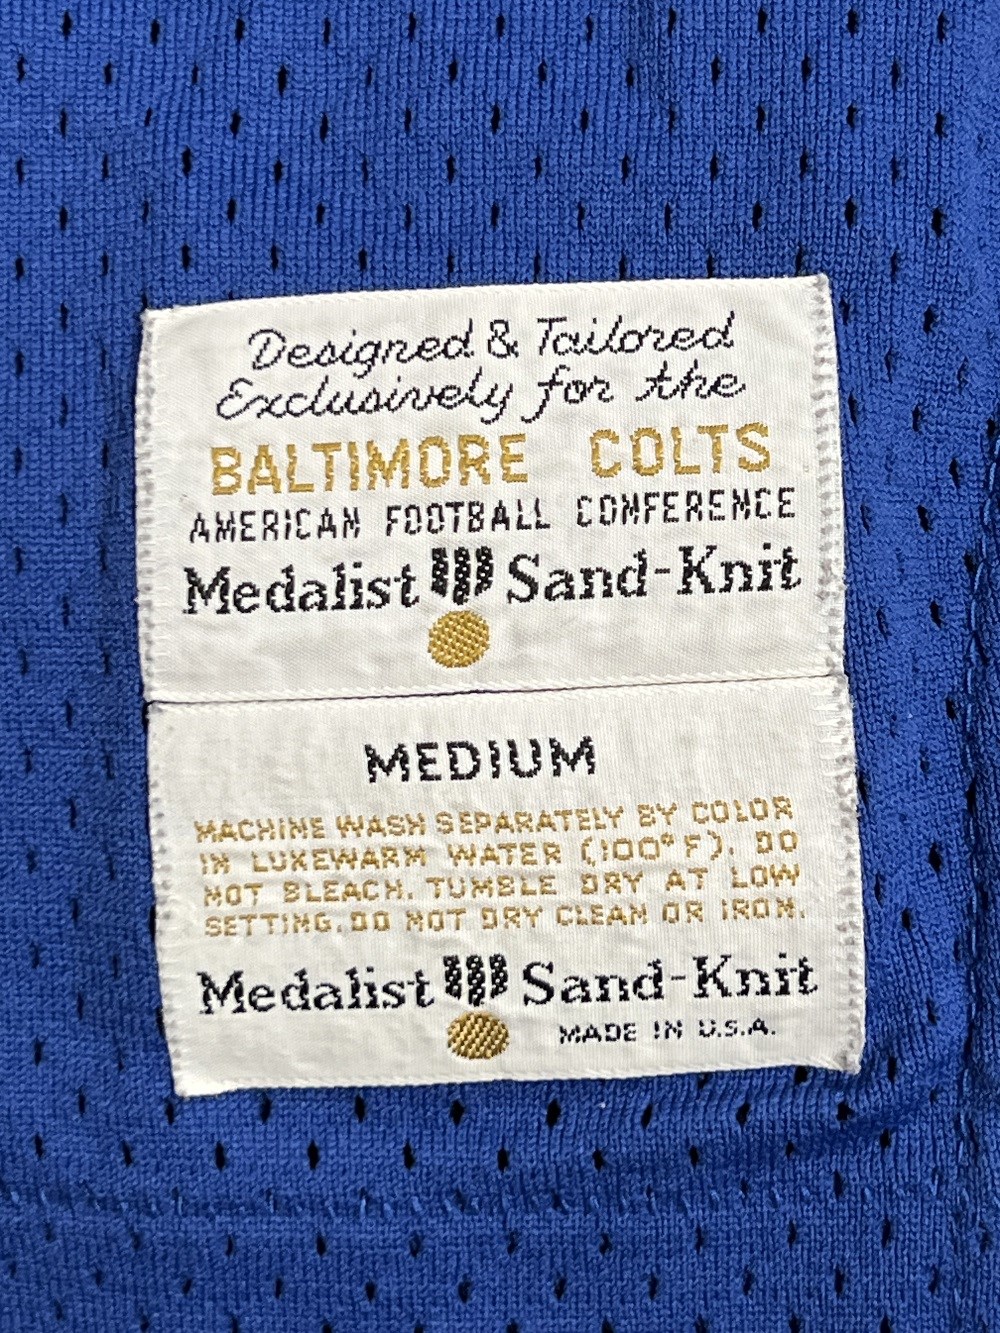 Designed & Tailored
Exclusively for the
BALTIMORE COLTS
AMERICAN FOOTBALL CONFERENCE
Medalist Sand-Knit
MEDIUM
MACHINE WASH SEPARATELY BY COLOR
IN LUKEWARM WATER (100° F). DO
NOT BLEACH. TUMBLE DRY AT LOW
SETTING. DO NOT DRY CLEAN OR IRON.
Medalist Sand-Knit
MADE IN U.S.A.